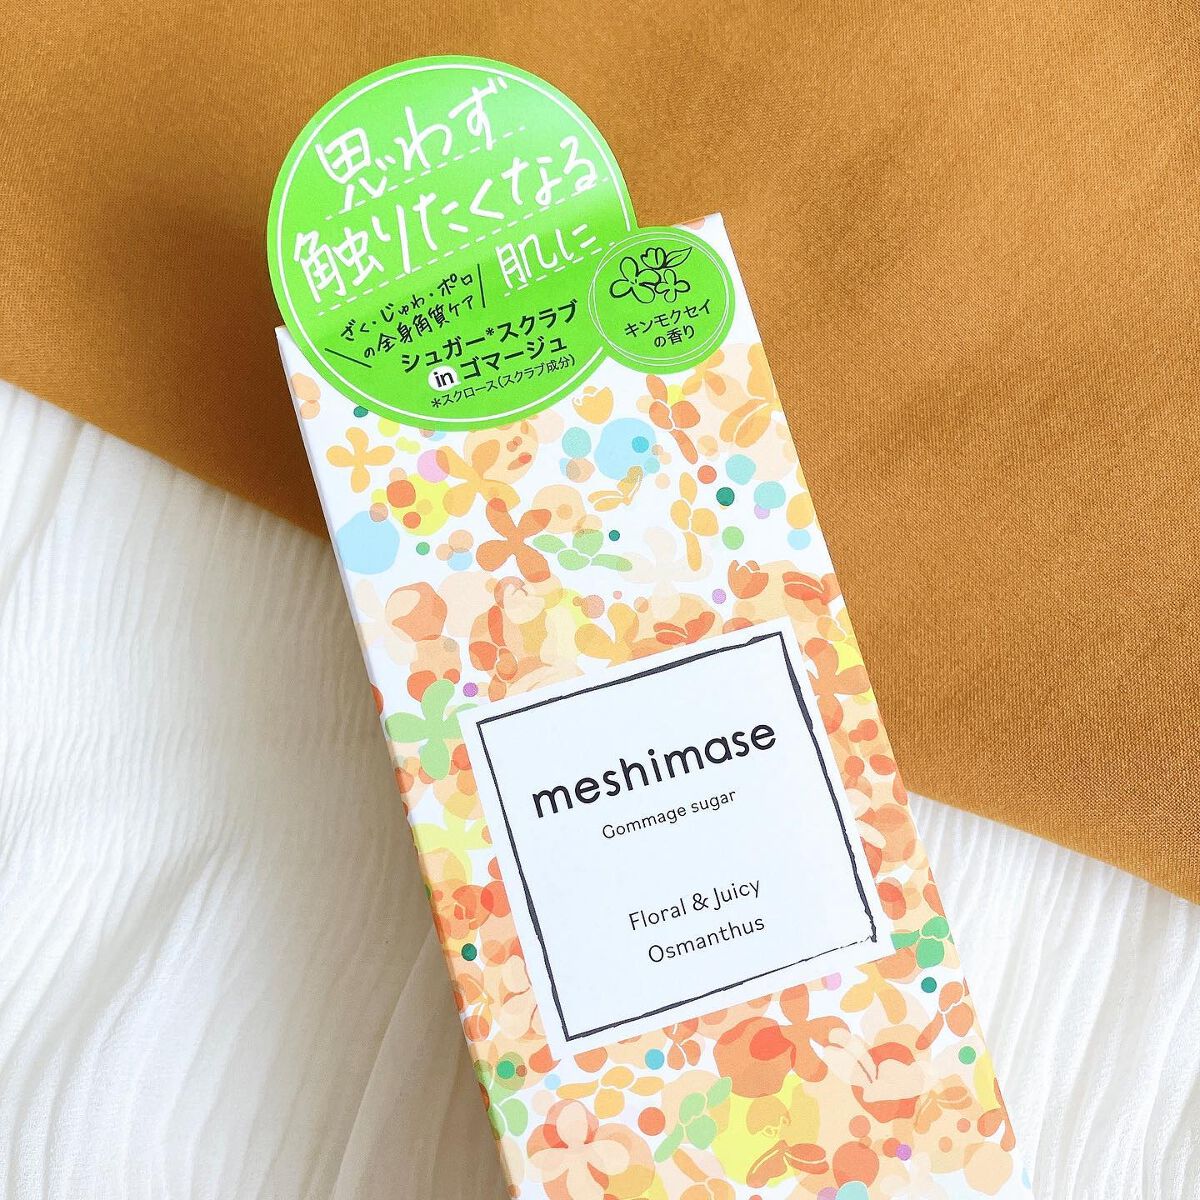 思わず
触りたくなる
肌に
ざく・じゅわ・ポロ
の全身角質ケア
シュガー*スクラブ
in ゴマージュ
*スクロース(スクラブ成分)
キンモクセイ
の香り
meshimase
Gommage sugar
Floral & Juicy
Osmanthus